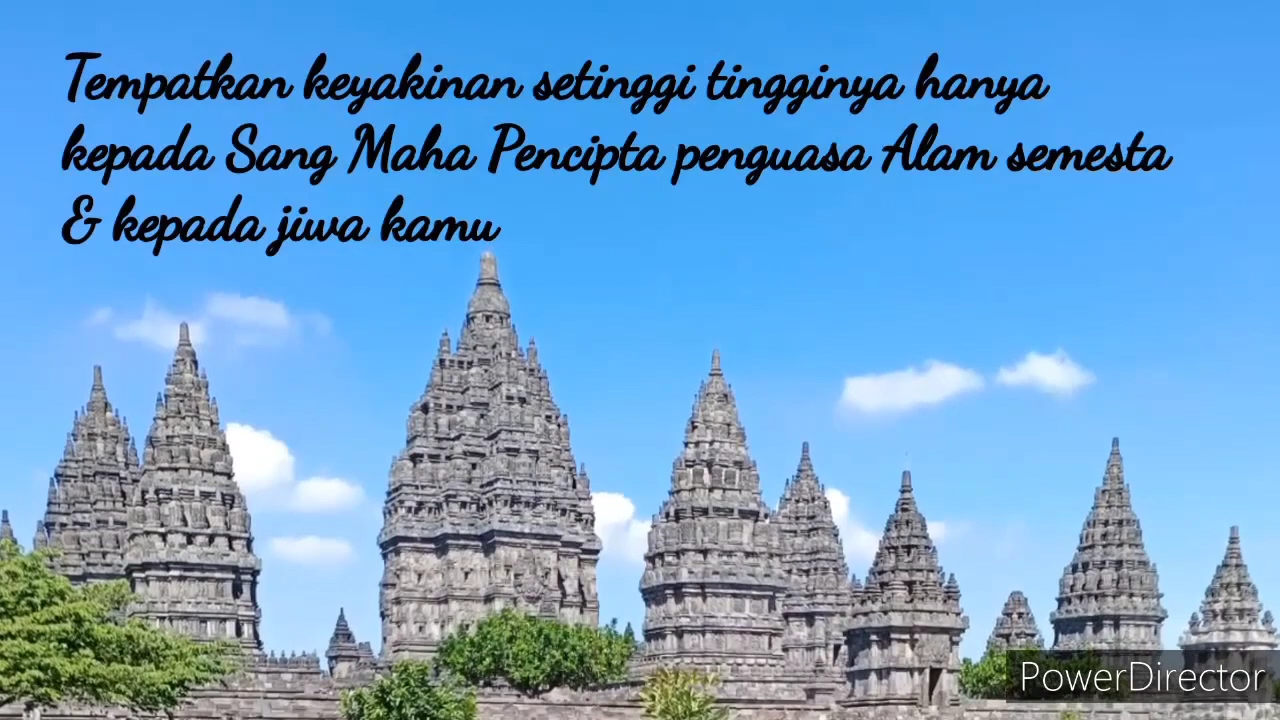 Tempatkan keyakinan setinggi tingginya hanya
kepada Sang Maha Pencipta penguasa Alam semesta
& kepada jiwa kamu
PowerDirector